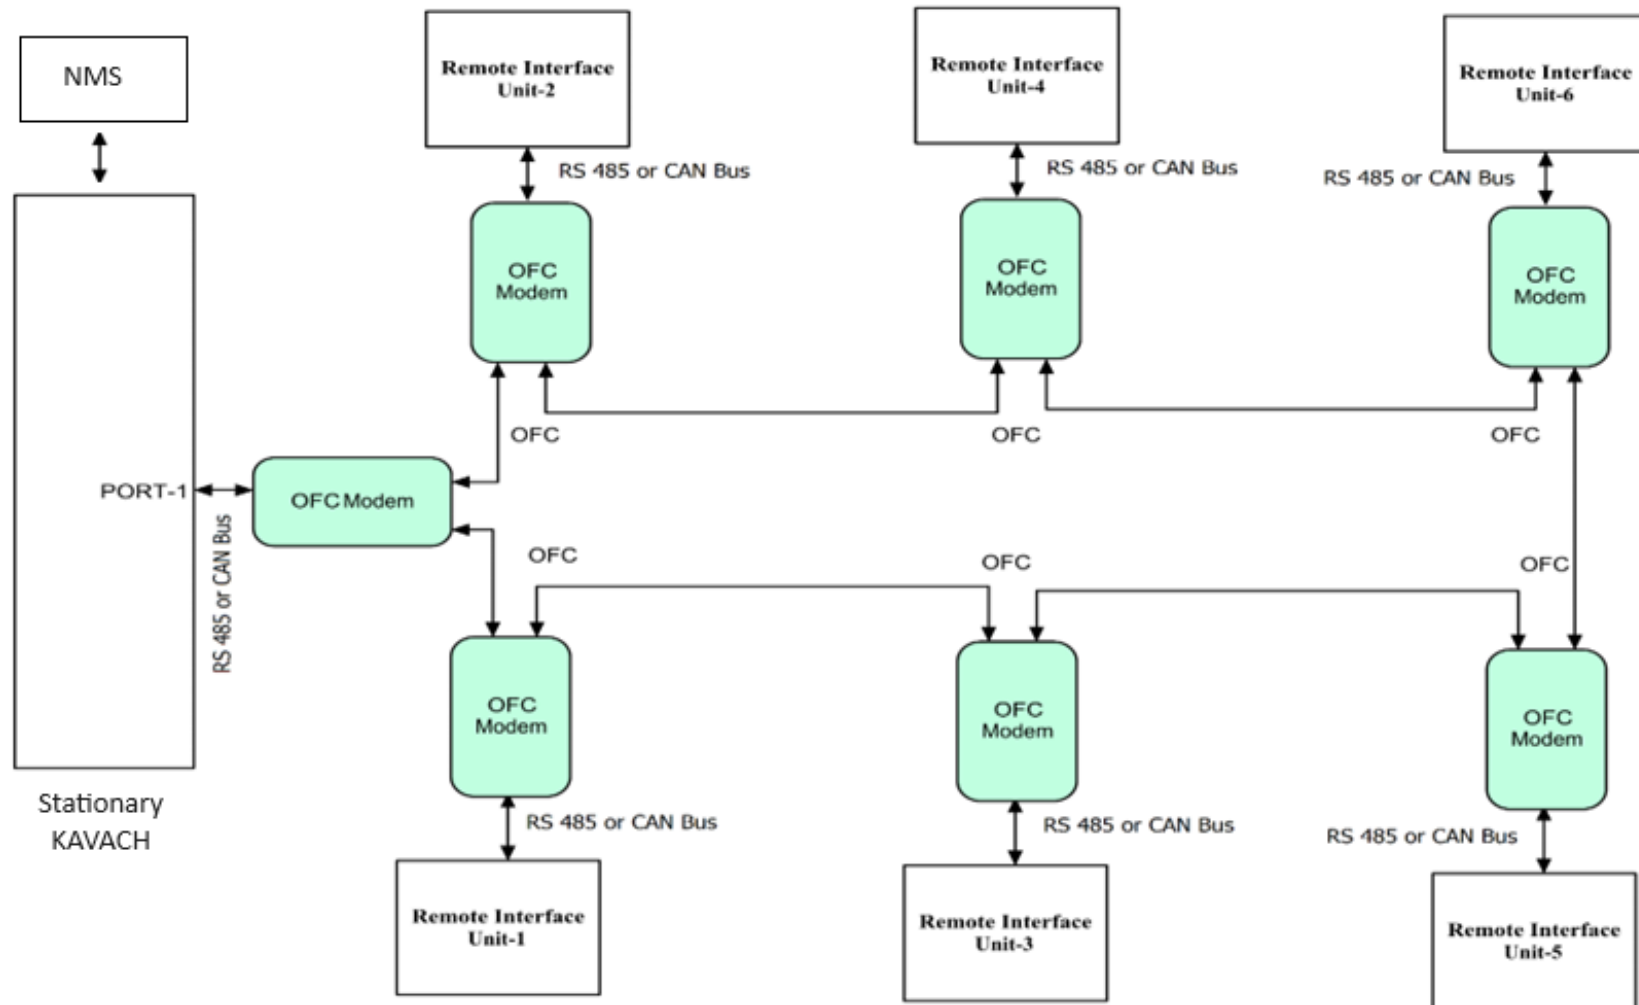 NMS
Remote Interface
Unit-2
Remote Interface
Unit-4
Remote Interface
Unit-6
RS 485 or CAN Bus
RS 485 or CAN Bus
RS 485 or CAN Bus
OFC
Modem
OFC
Modem
OFC
Modem
OFC
OFC
OFC
PORT-1
OFC Modem
RS 485 or CAN Bus
OFC
OFC
OFC
OFC
Modem
OFC
Modem
OFC
Modem
Stationary
KAVACH
RS 485 or CAN Bus
RS 485 or CAN Bus
RS 485 or CAN Bus
Remote Interface
Unit-1
Remote Interface
Unit-3
Remote Interface
Unit-5